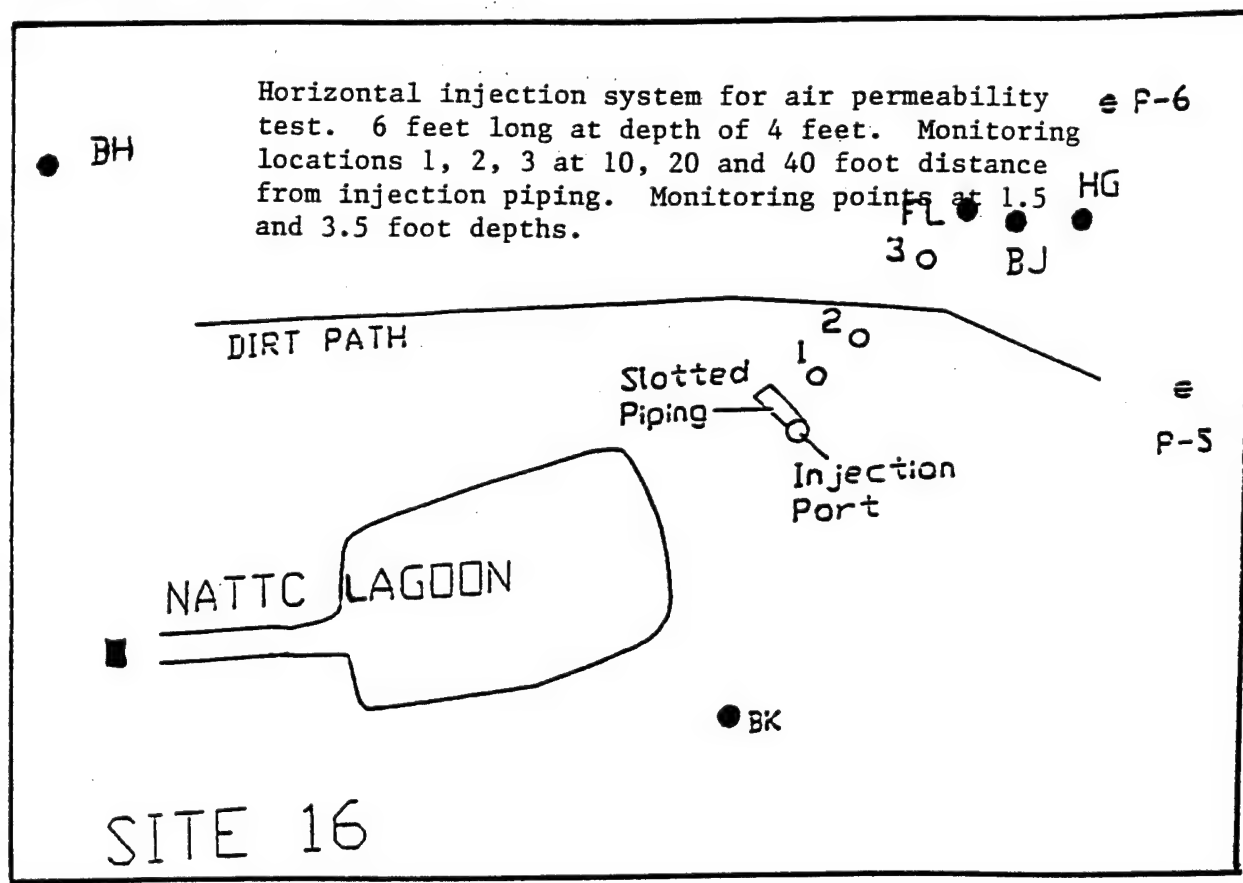 Horizontal injection system for air permeability
test. 6 feet long at depth of 4 feet. Monitoring
locations 1, 2, 3 at 10, 20 and 40 foot distance
from injection piping. Monitoring points at 1.5
and 3.5 foot depths.
P-6
BH
HG
FL
3
BJ
DIRT PATH
2
1
Slotted
Piping
P-5
Injection
Port
NATTC LAGOON
BK
SITE 16